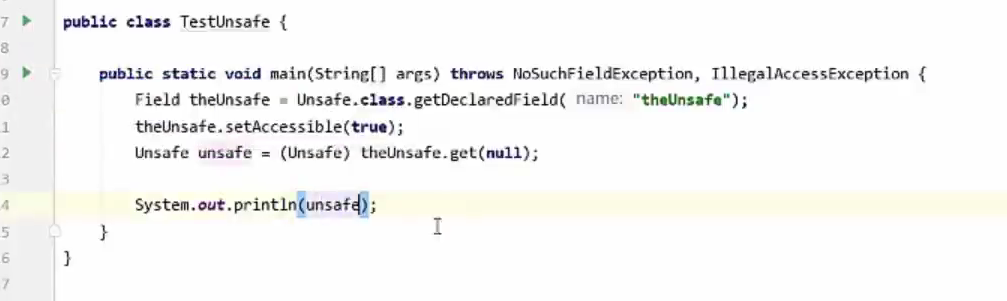 7 public class TestUnsafe {
8
9 public static void main(String[] args) throws NoSuchFieldException, IllegalAccessException {
0 Field theUnsafe = Unsafe.class.getDeclaredField( name: "theUnsafe");
1 theUnsafe.setAccessible(true);
2 Unsafe unsafe = (Unsafe) theUnsafe.get(null);
3
4 System.out.println(unsafe);
5 }
6 }
7